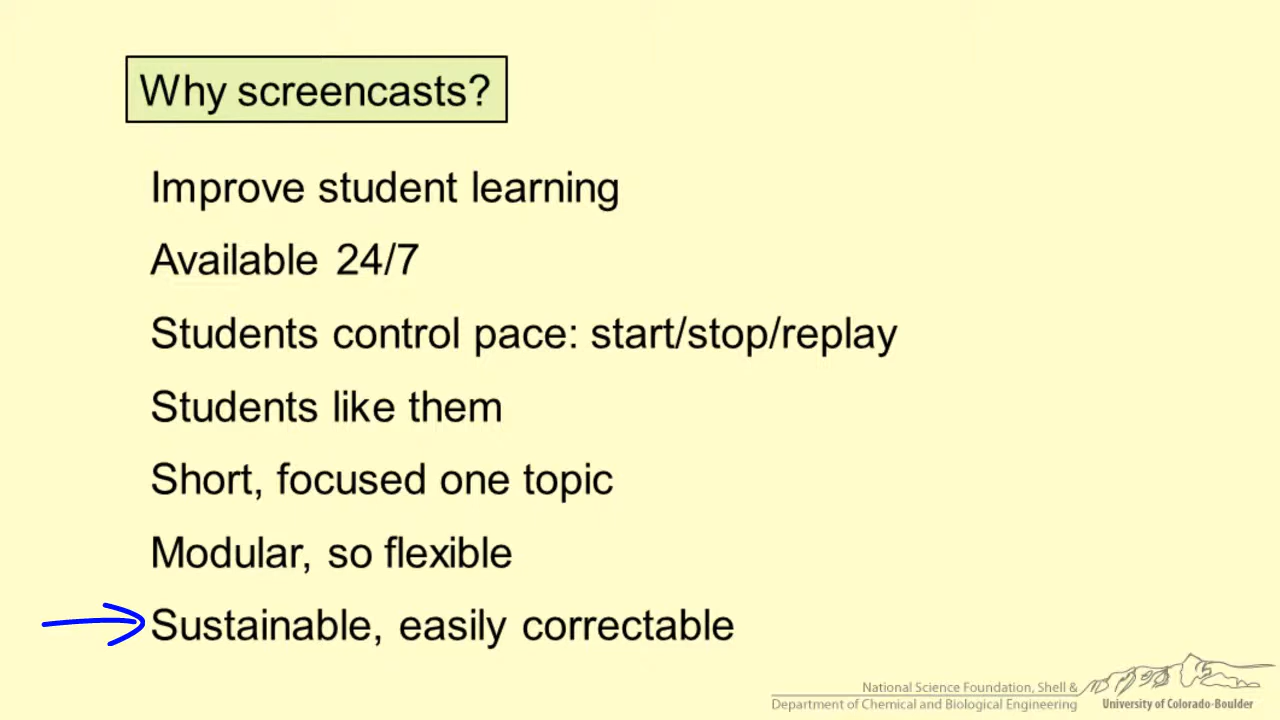 Why screencasts?
Improve student learning
Available 24/7
Students control pace: start/stop/replay
Students like them
Short, focused one topic
Modular, so flexible
Sustainable, easily correctable
National Science Foundation, Shell &
Department of Chemical and Biological Engineering
University of Colorado-Boulder